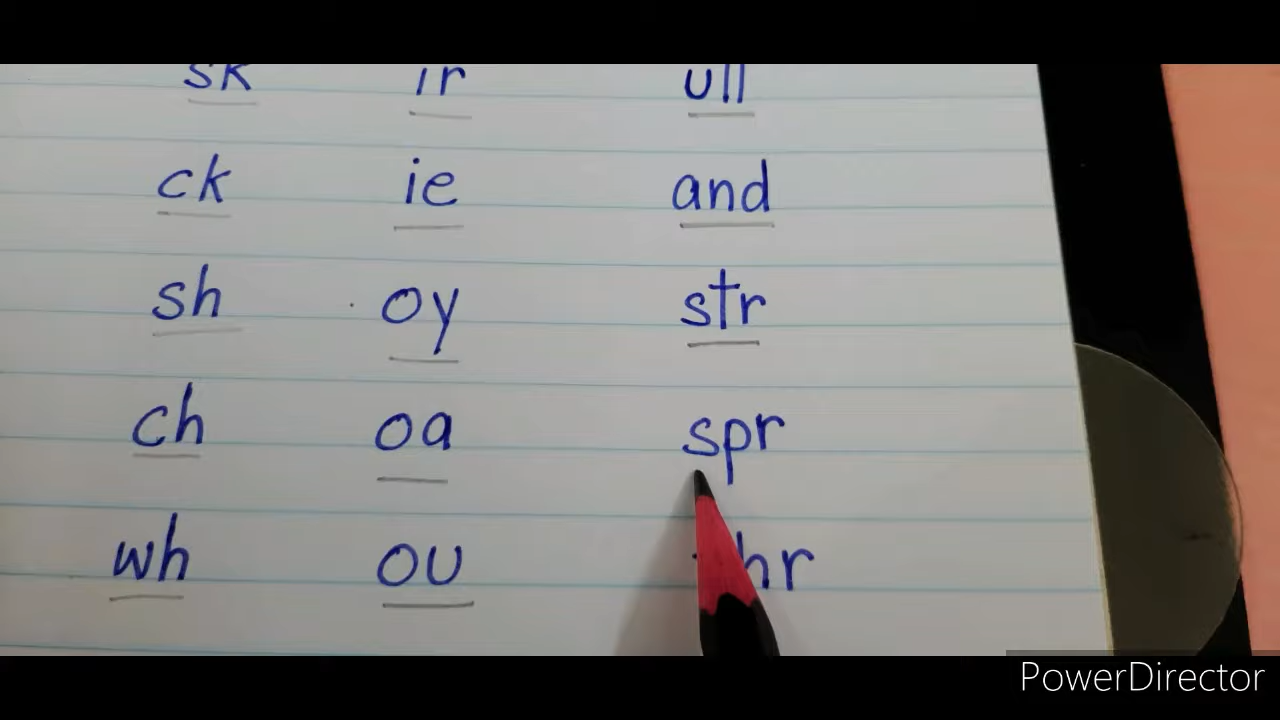 sk ir ull
ck ie and
sh oy str
ch oa spr
wh ou
PowerDirector